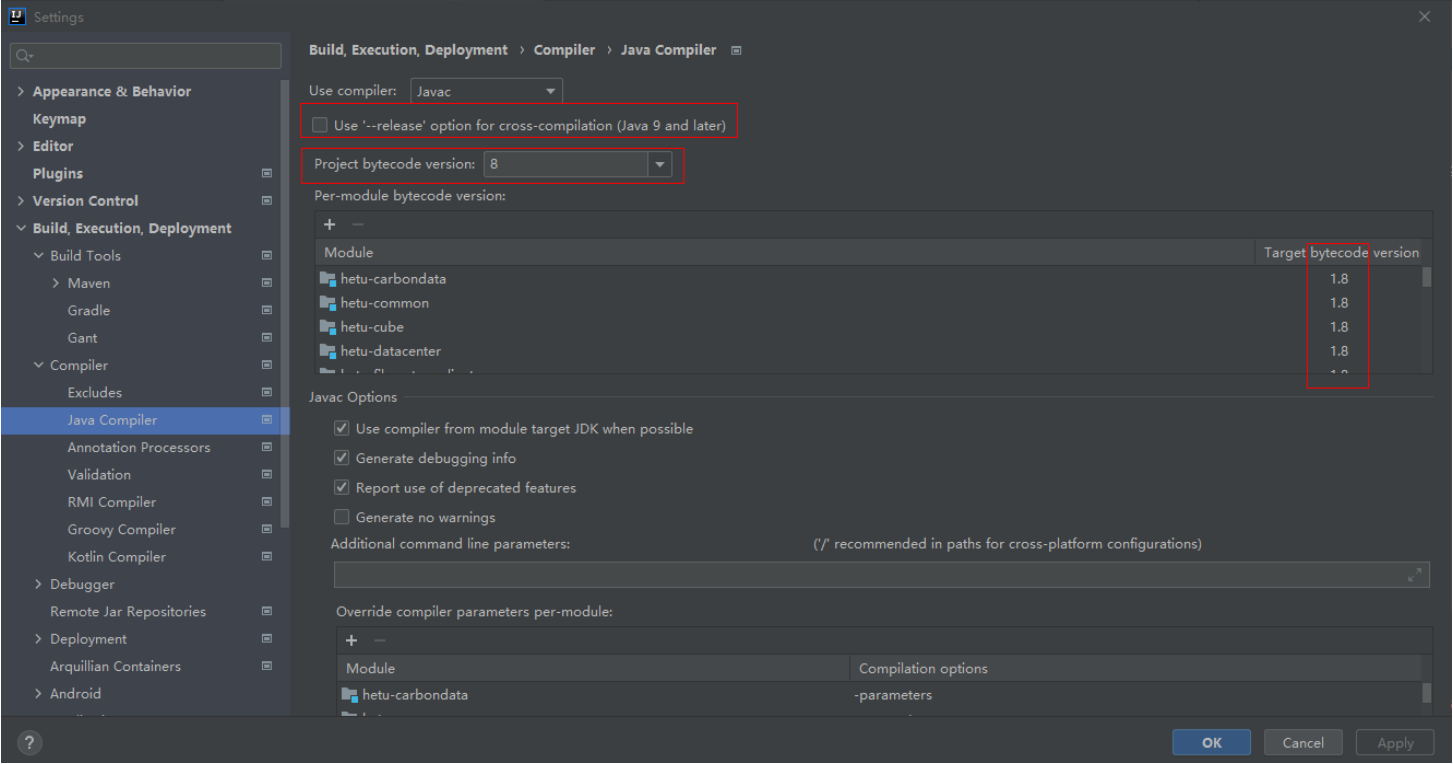 Settings
Build, Execution, Deployment › Compiler › Java Compiler
Appearance & Behavior
Keymap
Editor
Plugins
Version Control
Build, Execution, Deployment
Build Tools
Maven
Gradle
Gant
Compiler
Excludes
Java Compiler
Annotation Processors
Validation
RMI Compiler
Groovy Compiler
Kotlin Compiler
Debugger
Remote Jar Repositories
Deployment
Arquillian Containers
Android
Use compiler: Javac
Use '--release' option for cross-compilation (Java 9 and later)
Project bytecode version: 8
Per-module bytecode version:
Module Target bytecode version
hetu-carbondata 1.8
hetu-common 1.8
hetu-cube 1.8
hetu-datacenter 1.8
Javac Options
Use compiler from module target JDK when possible
Generate debugging info
Report use of deprecated features
Generate no warnings
Additional command line parameters: ('/' recommended in paths for cross-platform configurations)
Override compiler parameters per-module:
Module Compilation options
hetu-carbondata -parameters
? OK Cancel Apply